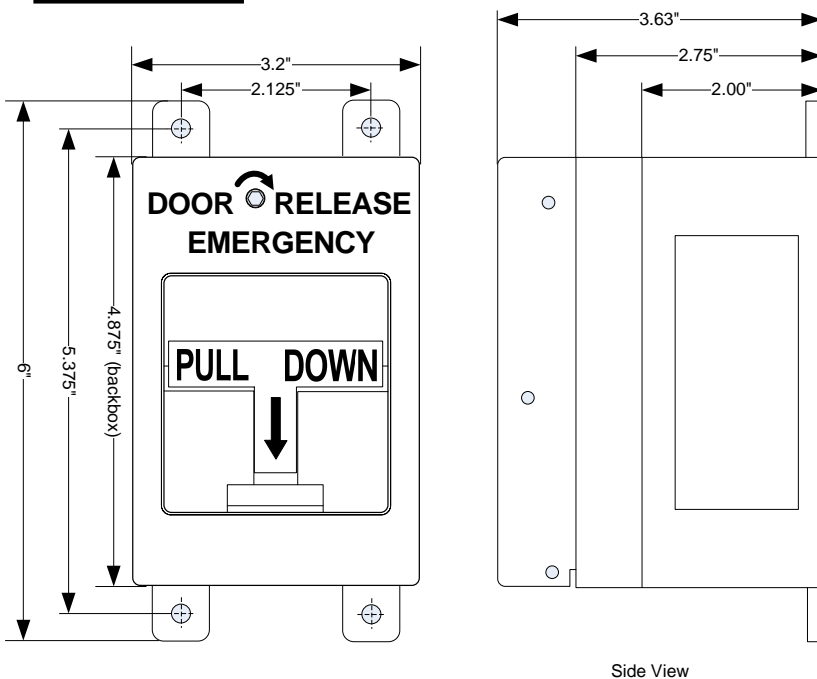 3.63"
3.2"
2.75"
2.125"
2.00"
DOOR RELEASE
EMERGENCY
PULL DOWN
4.875" (backbox)
5.375"
6"
Side View